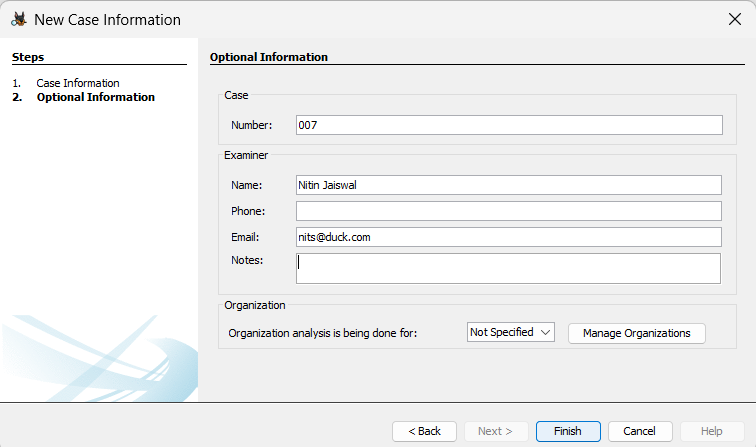 New Case Information
Steps
1. Case Information
2. Optional Information
Optional Information
Case
Number: 007
Examiner
Name: Nitin Jaiswal
Phone:
Email: nits@duck.com
Notes:
Organization
Organization analysis is being done for: Not Specified Manage Organizations
< Back Next > Finish Cancel Help